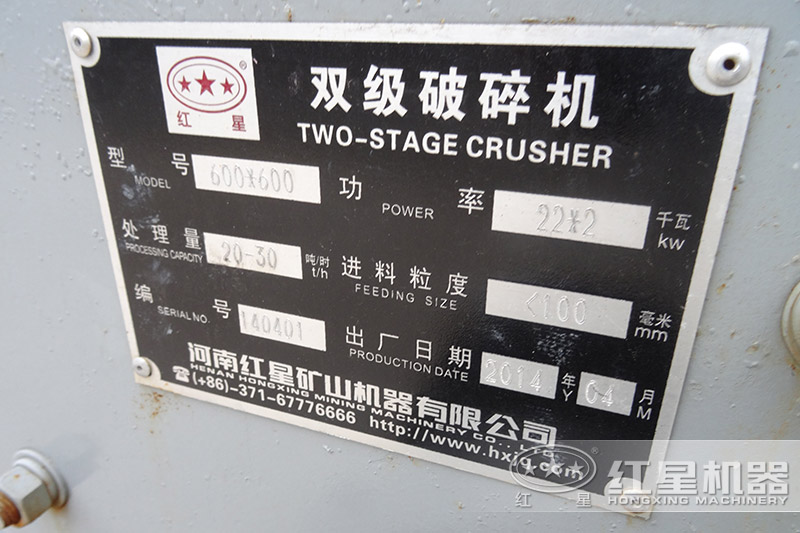 红 星
双级破碎机
TWO-STAGE CRUSHER
型 号 600*600 功 率 22*2 千瓦
MODEL POWER kw
处 理 量 20-30 吨/时 进 料 粒 度 <100 毫米
PROCESSING CAPACITY t/h FEEDING SIZE mm
编 号 140401 出 厂 日 期 2014 年 04 月
SERIAL NO. PRODUCTION DATE Y M
河南红星矿山机器有限公司
HENAN HONGXING MINING MACHINERY CO., LTD
☎(+86)-371-67776666 http://www.hxjq.com
红 星 红星机器
HONGXING MACHINERY